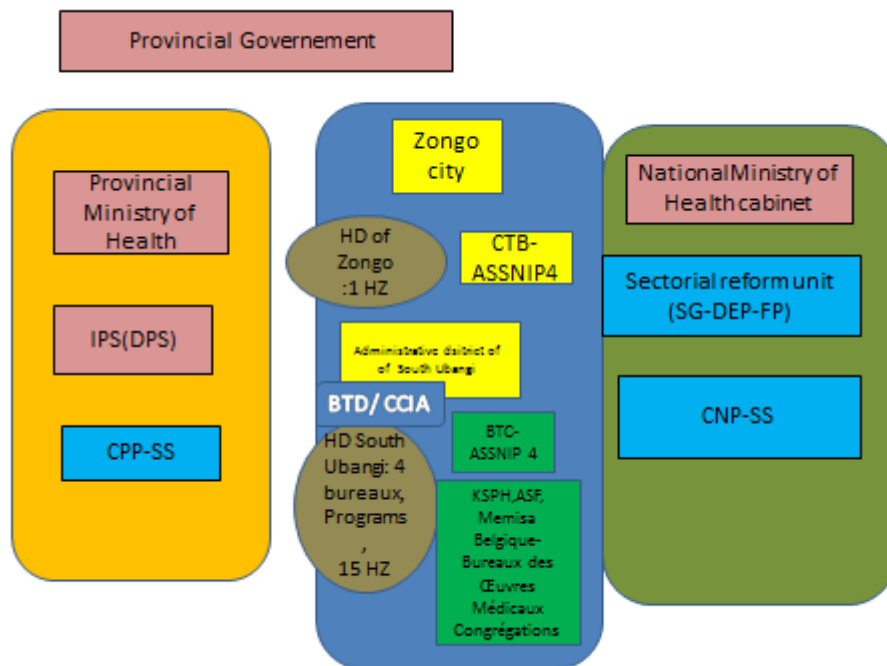 Provincial Governement
Provincial
Ministry of
Health
IPS(DPS)
CPP-SS
Zongo
city
HD of
Zongo
:1 HZ
CTB-
ASSNIP4
Administrative dsitrict of
of South Ubangi
BTD/ CCIA
HD South
Ubangi: 4
bureaux,
Programs
,
15 HZ
BTC-
ASSNIP 4
KSPH,ASF,
Memisa
Belgique-
Bureaux des
Œuvres
Médicaux
Congrégations
National Ministry of
Health cabinet
Sectorial reform unit
(SG-DEP-FP)
CNP-SS